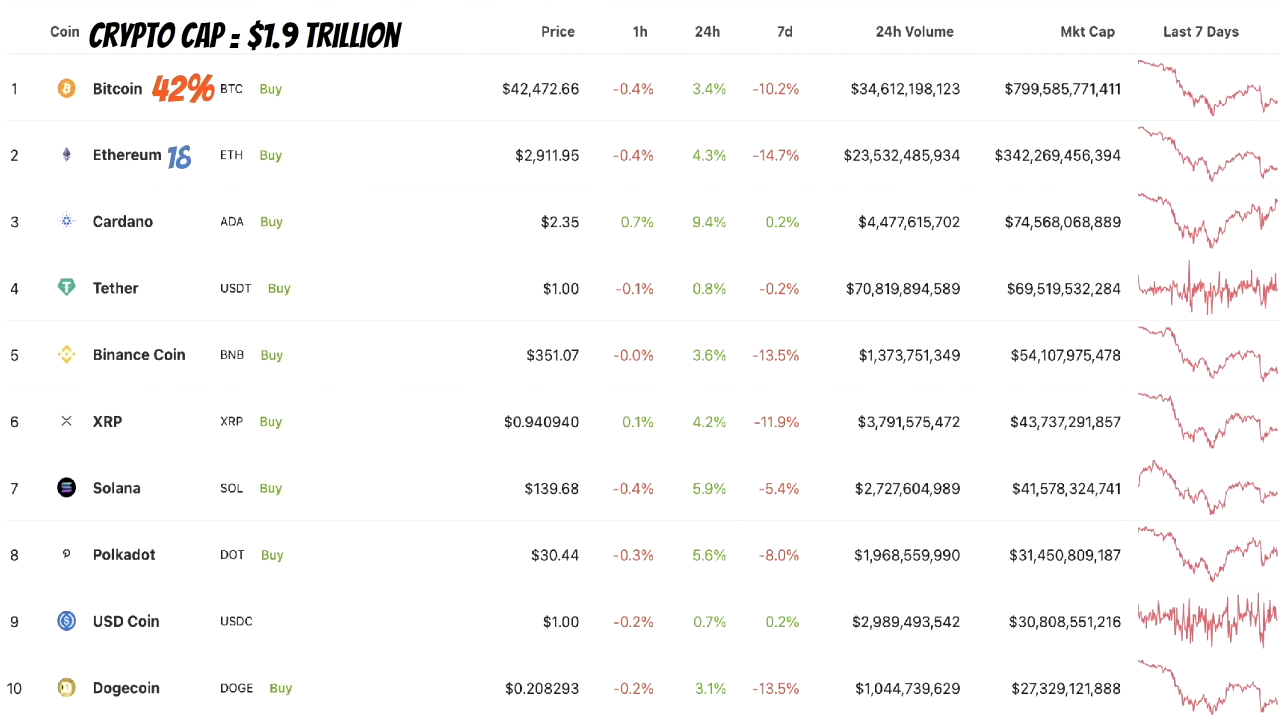 Coin CRYPTO CAP = $1.9 TRILLION Price 1h 24h 7d 24h Volume Mkt Cap Last 7 Days
1 Bitcoin 42% BTC Buy $42,472.66 -0.4% 3.4% -10.2% $34,612,198,123 $799,585,771,411
2 Ethereum 18 ETH Buy $2,911.95 -0.4% 4.3% -14.7% $23,532,485,934 $342,269,456,394
3 Cardano ADA Buy $2.35 0.7% 9.4% 0.2% $4,477,615,702 $74,568,068,889
4 Tether USDT Buy $1.00 -0.1% 0.8% -0.2% $70,819,894,589 $69,519,532,284
5 Binance Coin BNB Buy $351.07 -0.0% 3.6% -13.5% $1,373,751,349 $54,107,975,478
6 XRP XRP Buy $0.940940 0.1% 4.2% -11.9% $3,791,575,472 $43,737,291,857
7 Solana SOL Buy $139.68 -0.4% 5.9% -5.4% $2,727,604,989 $41,578,324,741
8 Polkadot DOT Buy $30.44 -0.3% 5.6% -8.0% $1,968,559,990 $31,450,809,187
9 USD Coin USDC $1.00 -0.2% 0.7% 0.2% $2,989,493,542 $30,808,551,216
10 Dogecoin DOGE Buy $0.208293 -0.2% 3.1% -13.5% $1,044,739,629 $27,329,121,888